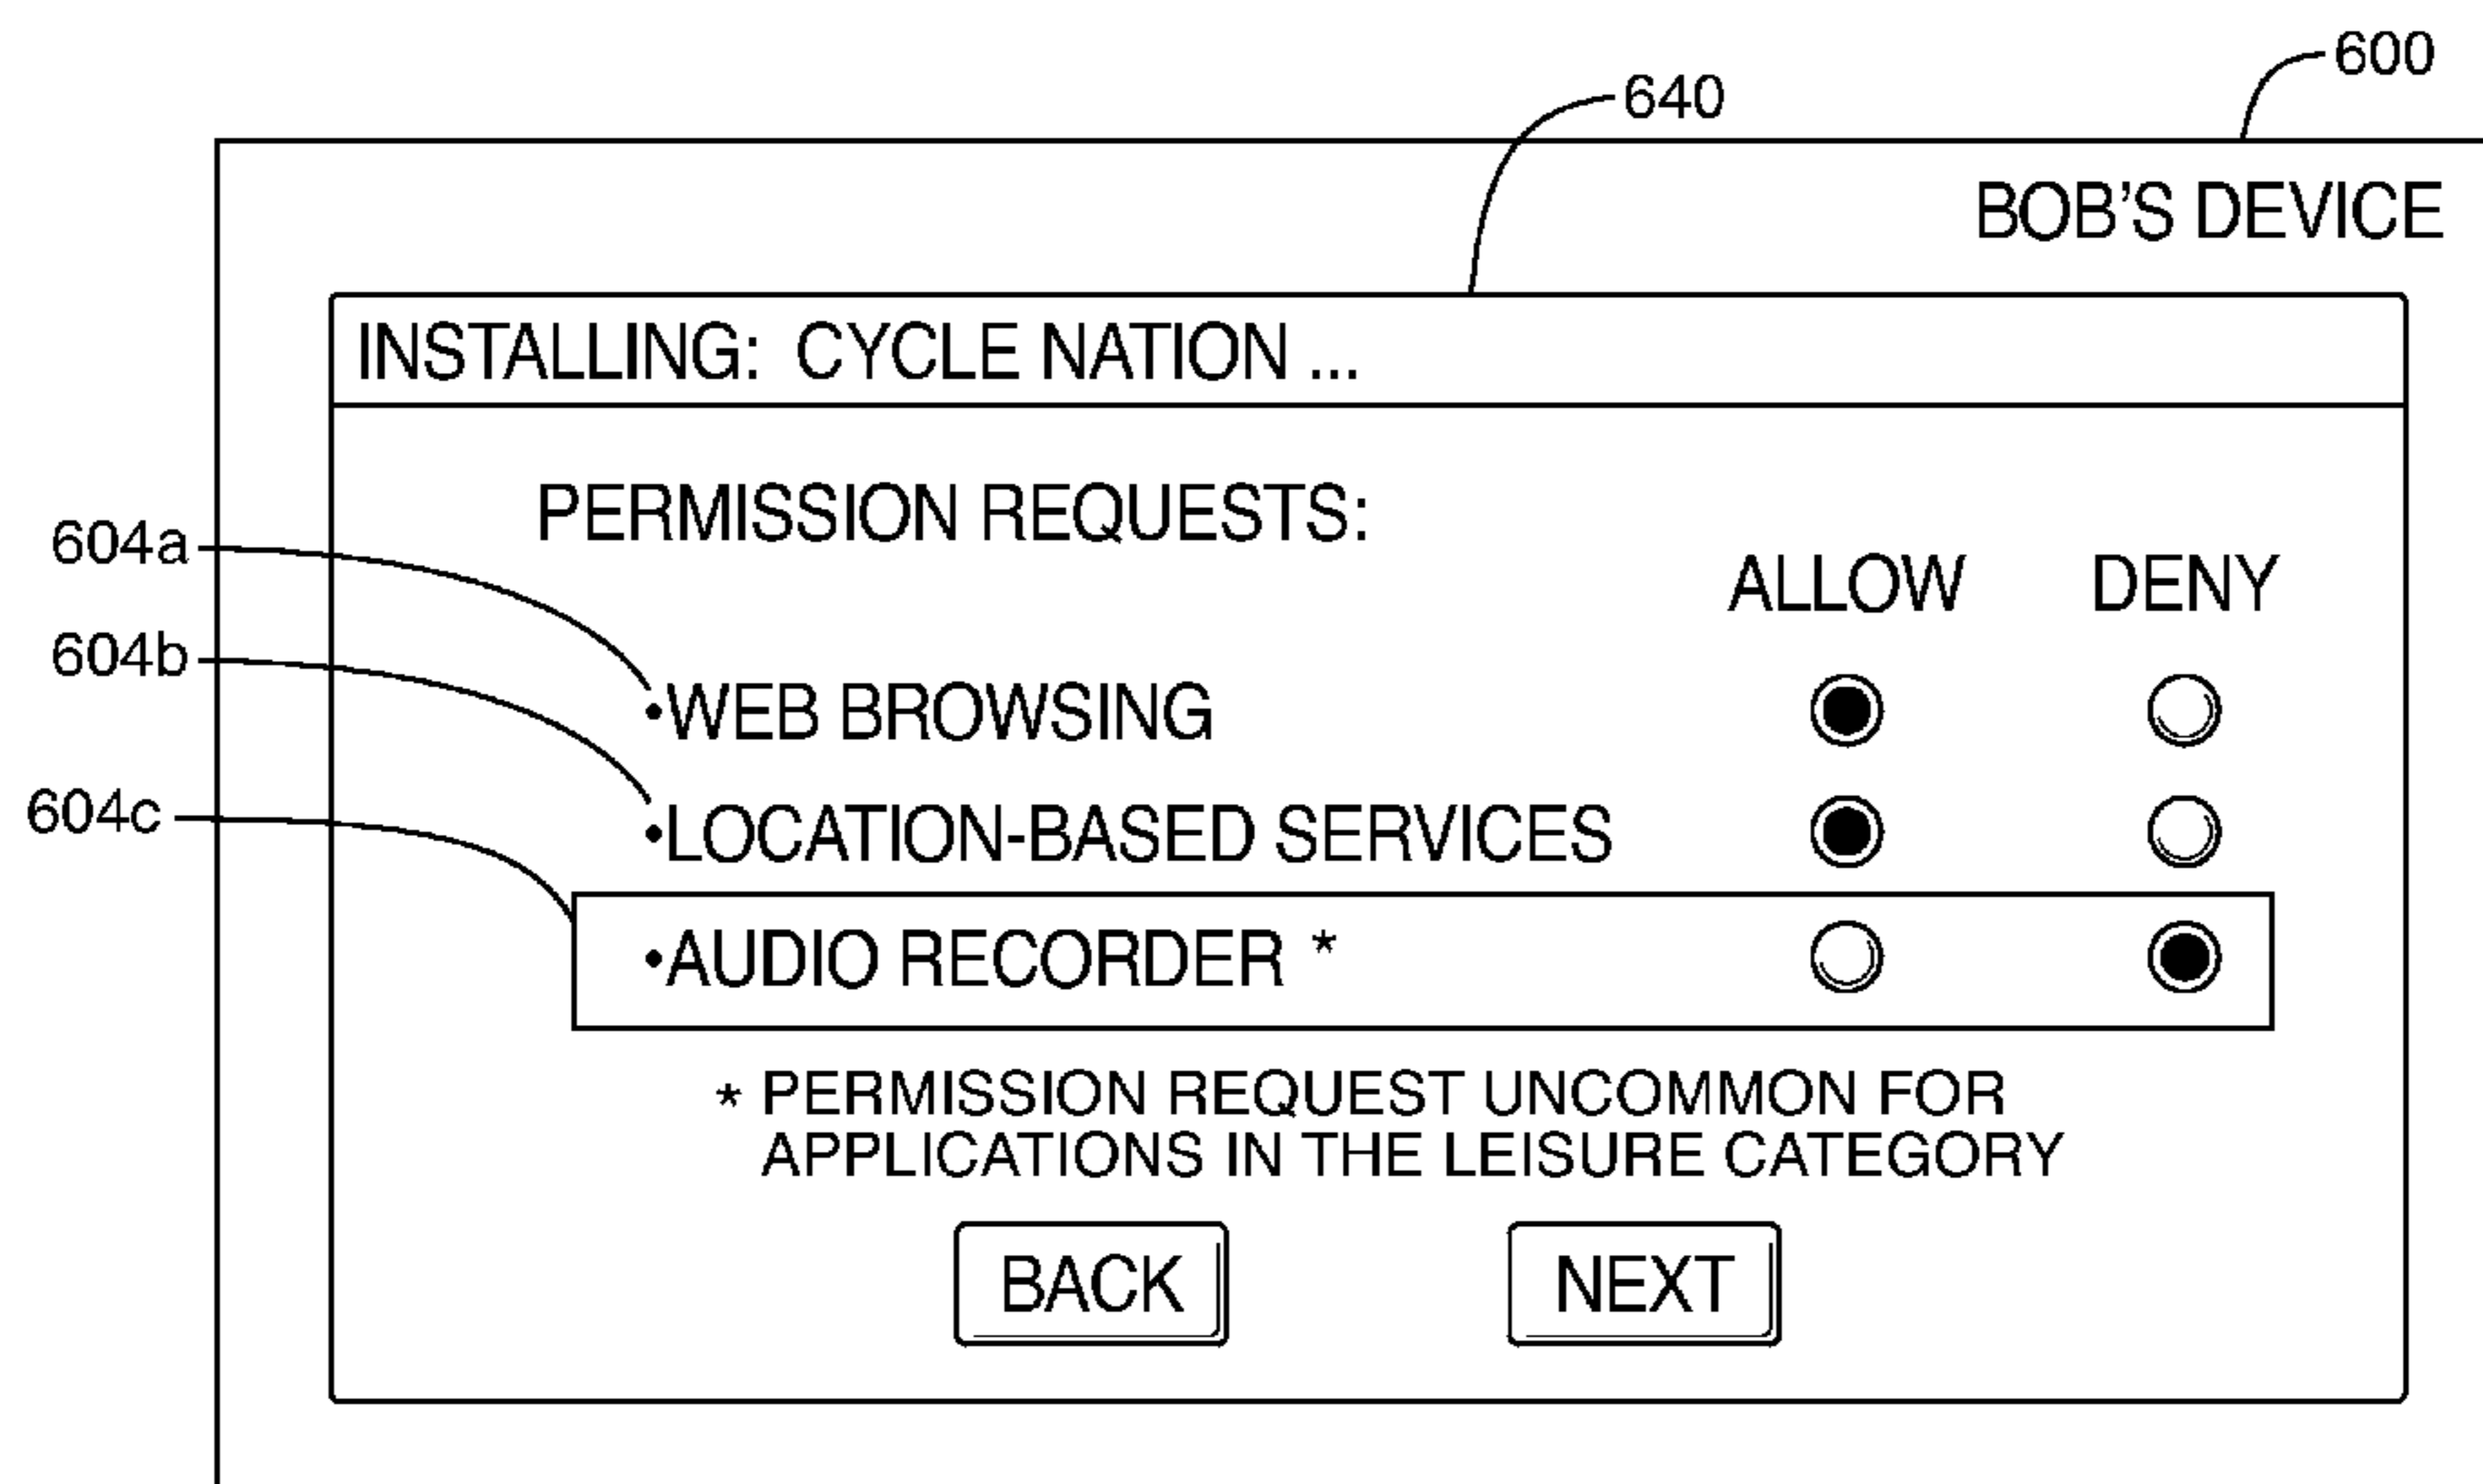 600
640
BOB'S DEVICE
INSTALLING: CYCLE NATION ...
PERMISSION REQUESTS:
604a
ALLOW DENY
604b
•WEB BROWSING
604c
•LOCATION-BASED SERVICES
•AUDIO RECORDER *
* PERMISSION REQUEST UNCOMMON FOR
APPLICATIONS IN THE LEISURE CATEGORY
BACK NEXT